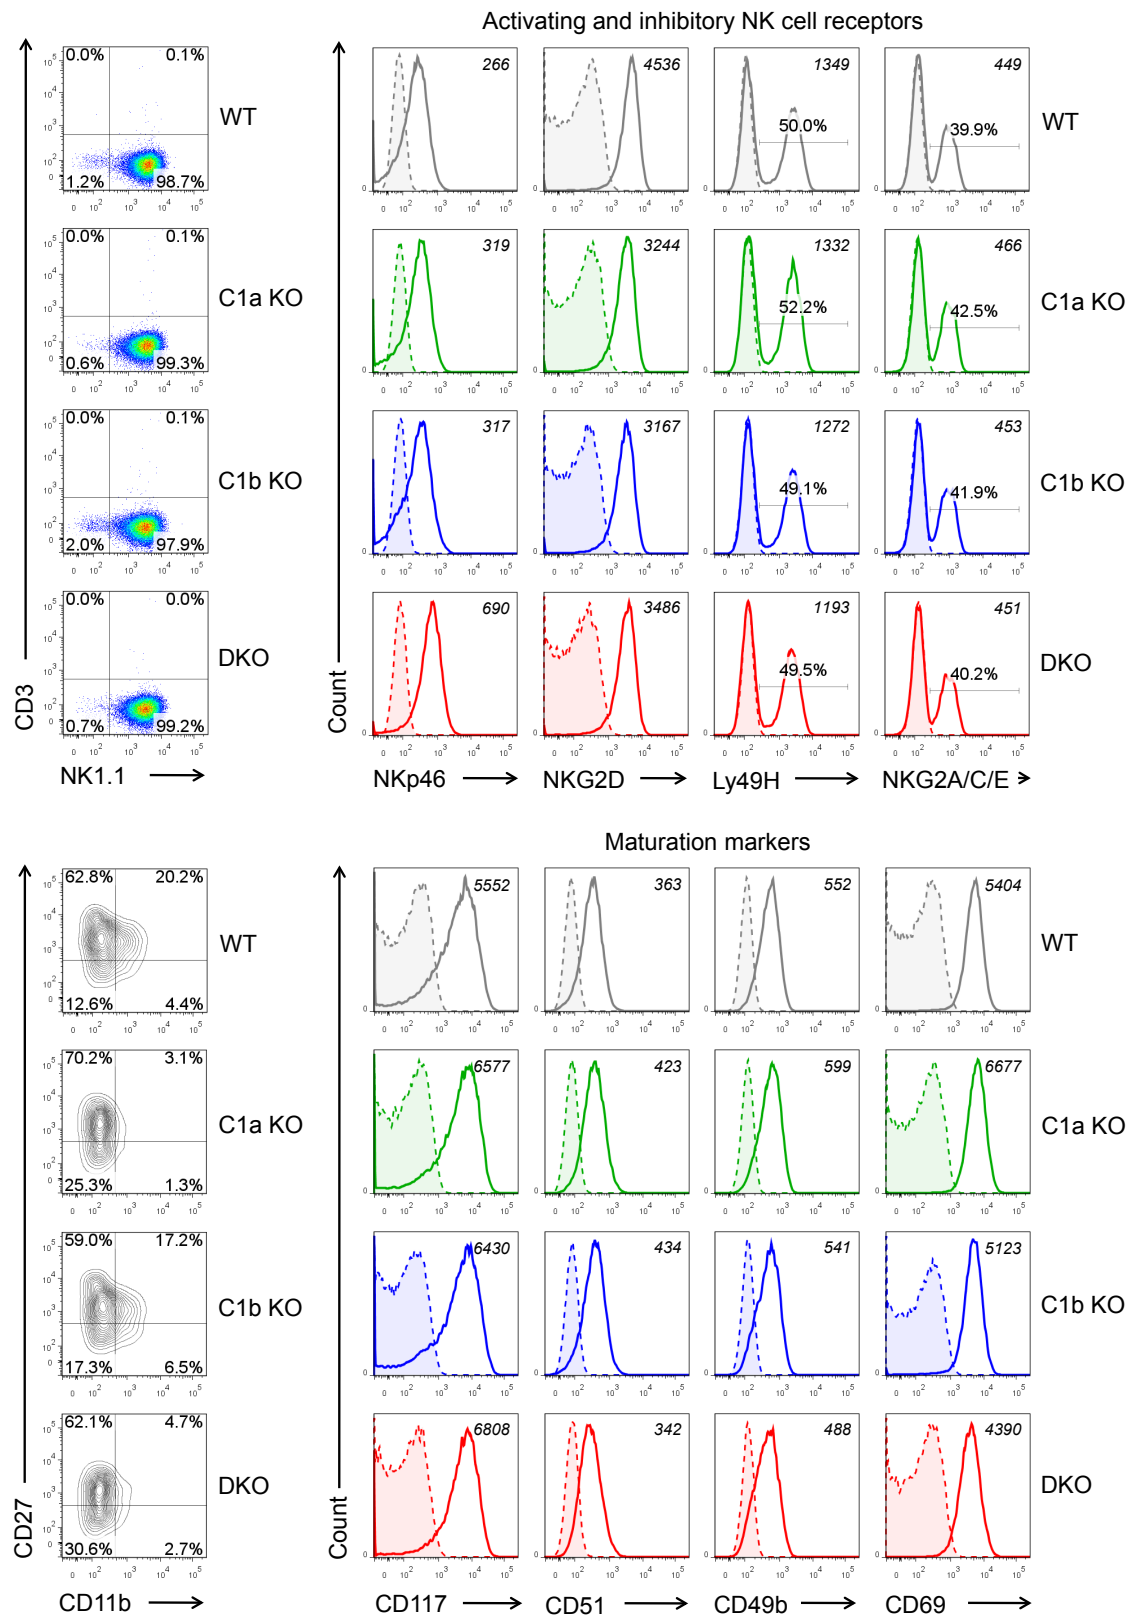 Activating and inhibitory NK cell receptors
0.0% 0.1%
1.2% 98.7%
WT
266
4536
1349
50.0%
449
39.9%
WT
0.0% 0.1%
0.6% 99.3%
C1a KO
319
3244
1332
52.2%
466
42.5%
C1a KO
0.0% 0.1%
2.0% 97.9%
C1b KO
317
3167
1272
49.1%
453
41.9%
C1b KO
0.0% 0.0%
0.7% 99.2%
DKO
690
3486
1193
49.5%
451
40.2%
DKO
CD3
NK1.1
Count
NKp46
NKG2D
Ly49H
NKG2A/C/E
Maturation markers
62.8% 20.2%
12.6% 4.4%
WT
5552
363
552
5404
WT
70.2% 3.1%
25.3% 1.3%
C1a KO
6577
423
599
6677
C1a KO
59.0% 17.2%
17.3% 6.5%
C1b KO
6430
434
541
5123
C1b KO
62.1% 4.7%
30.6% 2.7%
DKO
6808
342
488
4390
DKO
CD27
CD11b
Count
CD117
CD51
CD49b
CD69